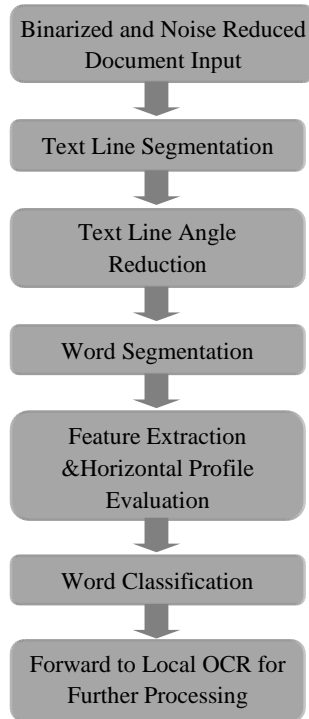 Binarized and Noise Reduced
Document Input
Text Line Segmentation
Text Line Angle
Reduction
Word Segmentation
Feature Extraction
&Horizontal Profile
Evaluation
Word Classification
Forward to Local OCR for
Further Processing